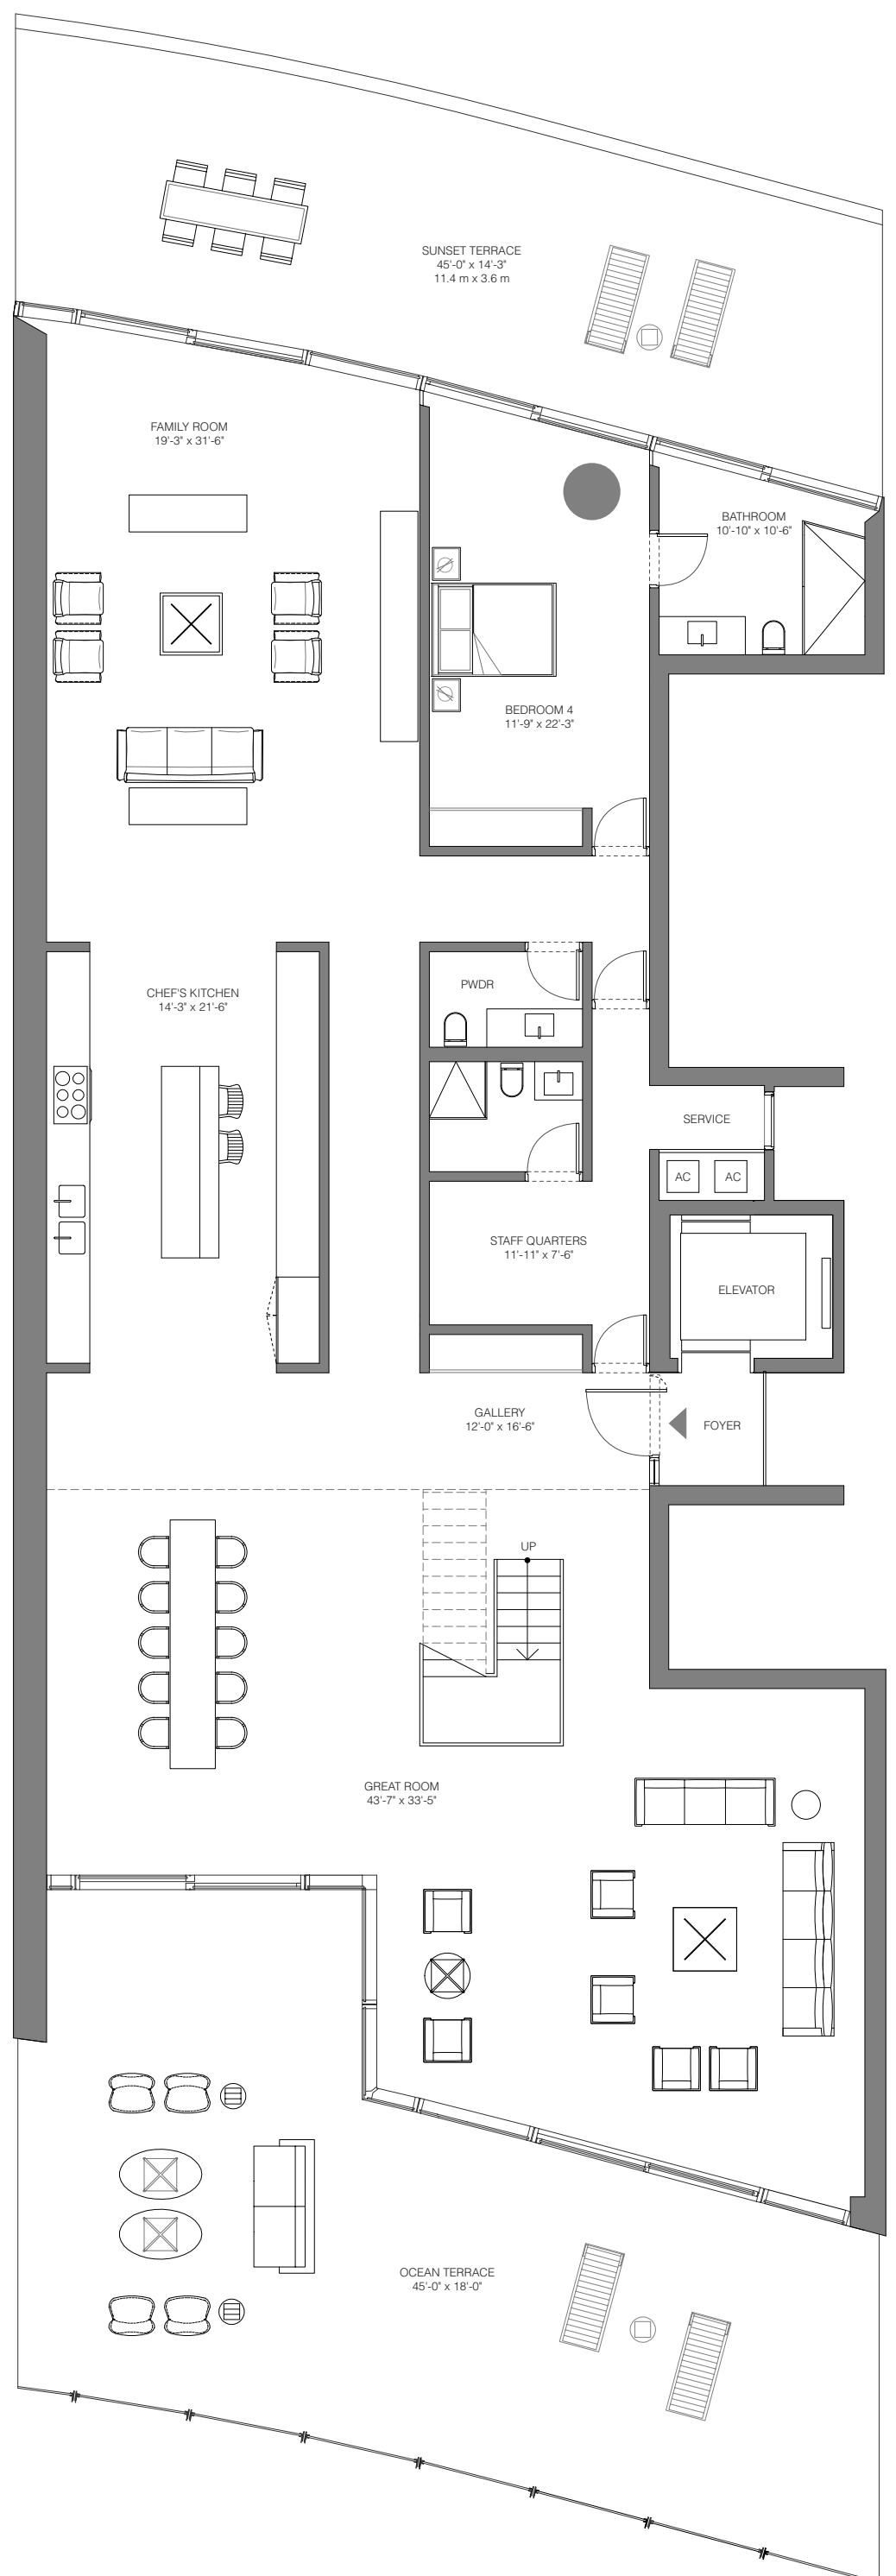 SUNSET TERRACE
45'-0" x 14'-3"
11.4 m x 3.6 m
FAMILY ROOM
19'-3" x 31'-6"
BATHROOM
10'-10" x 10'-6"
BEDROOM 4
11'-9" x 22'-3"
PWDR
CHEF'S KITCHEN
14'-3" x 21'-6"
SERVICE
AC
AC
STAFF QUARTERS
11'-11" x 7'-6"
ELEVATOR
GALLERY
12'-0" x 16'-6"
FOYER
UP
GREAT ROOM
43'-7" x 33'-5"
OCEAN TERRACE
45'-0" x 18'-0"